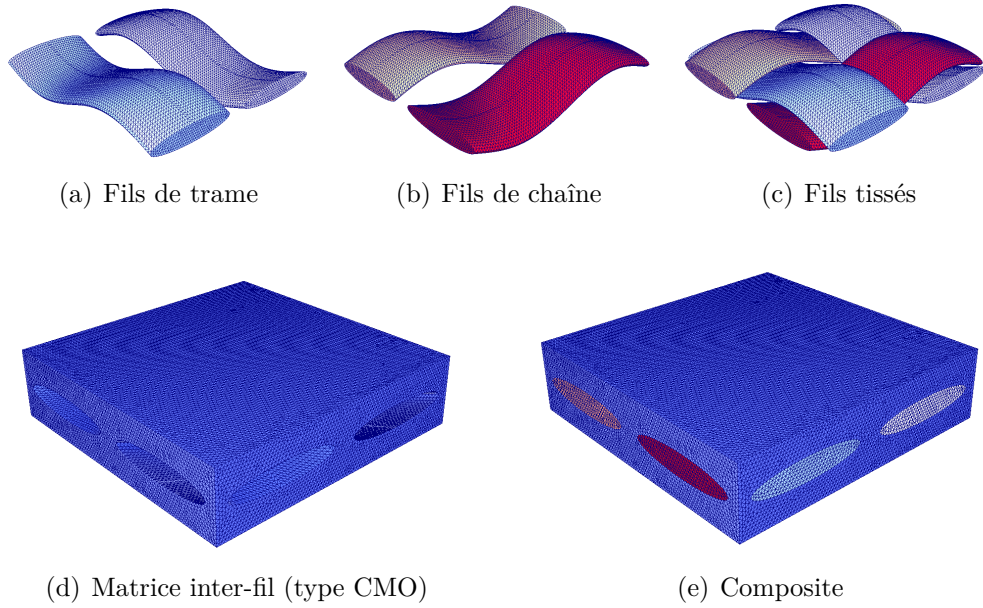 (a) Fils de trame
(b) Fils de chaîne
(c) Fils tissés
(d) Matrice inter-fil (type CMO)
(e) Composite